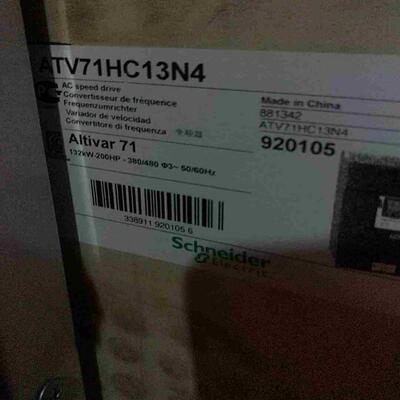 ATV71HC13N4
AC speed drive
Convertisseur de fréquence
Frequenzumrichter
Variador de velocidad
Convertitore di frequenza
Made in China
881342
ATV71HC13N4
920105
Altivar 71
132kW-200HP - 380/480 Φ3~ 50/60Hz
338911 920105 6
Schneider
Electric